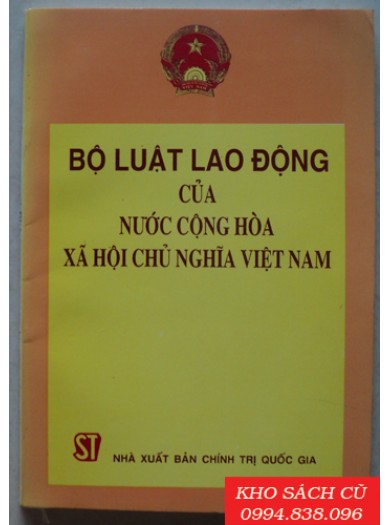 BỘ LUẬT LAO ĐỘNG
CỦA
NƯỚC CỘNG HÒA
XÃ HỘI CHỦ NGHĨA VIỆT NAM
ST
NHÀ XUẤT BẢN CHÍNH TRỊ QUỐC GIA
KHO SÁCH CŨ
0994.838.096